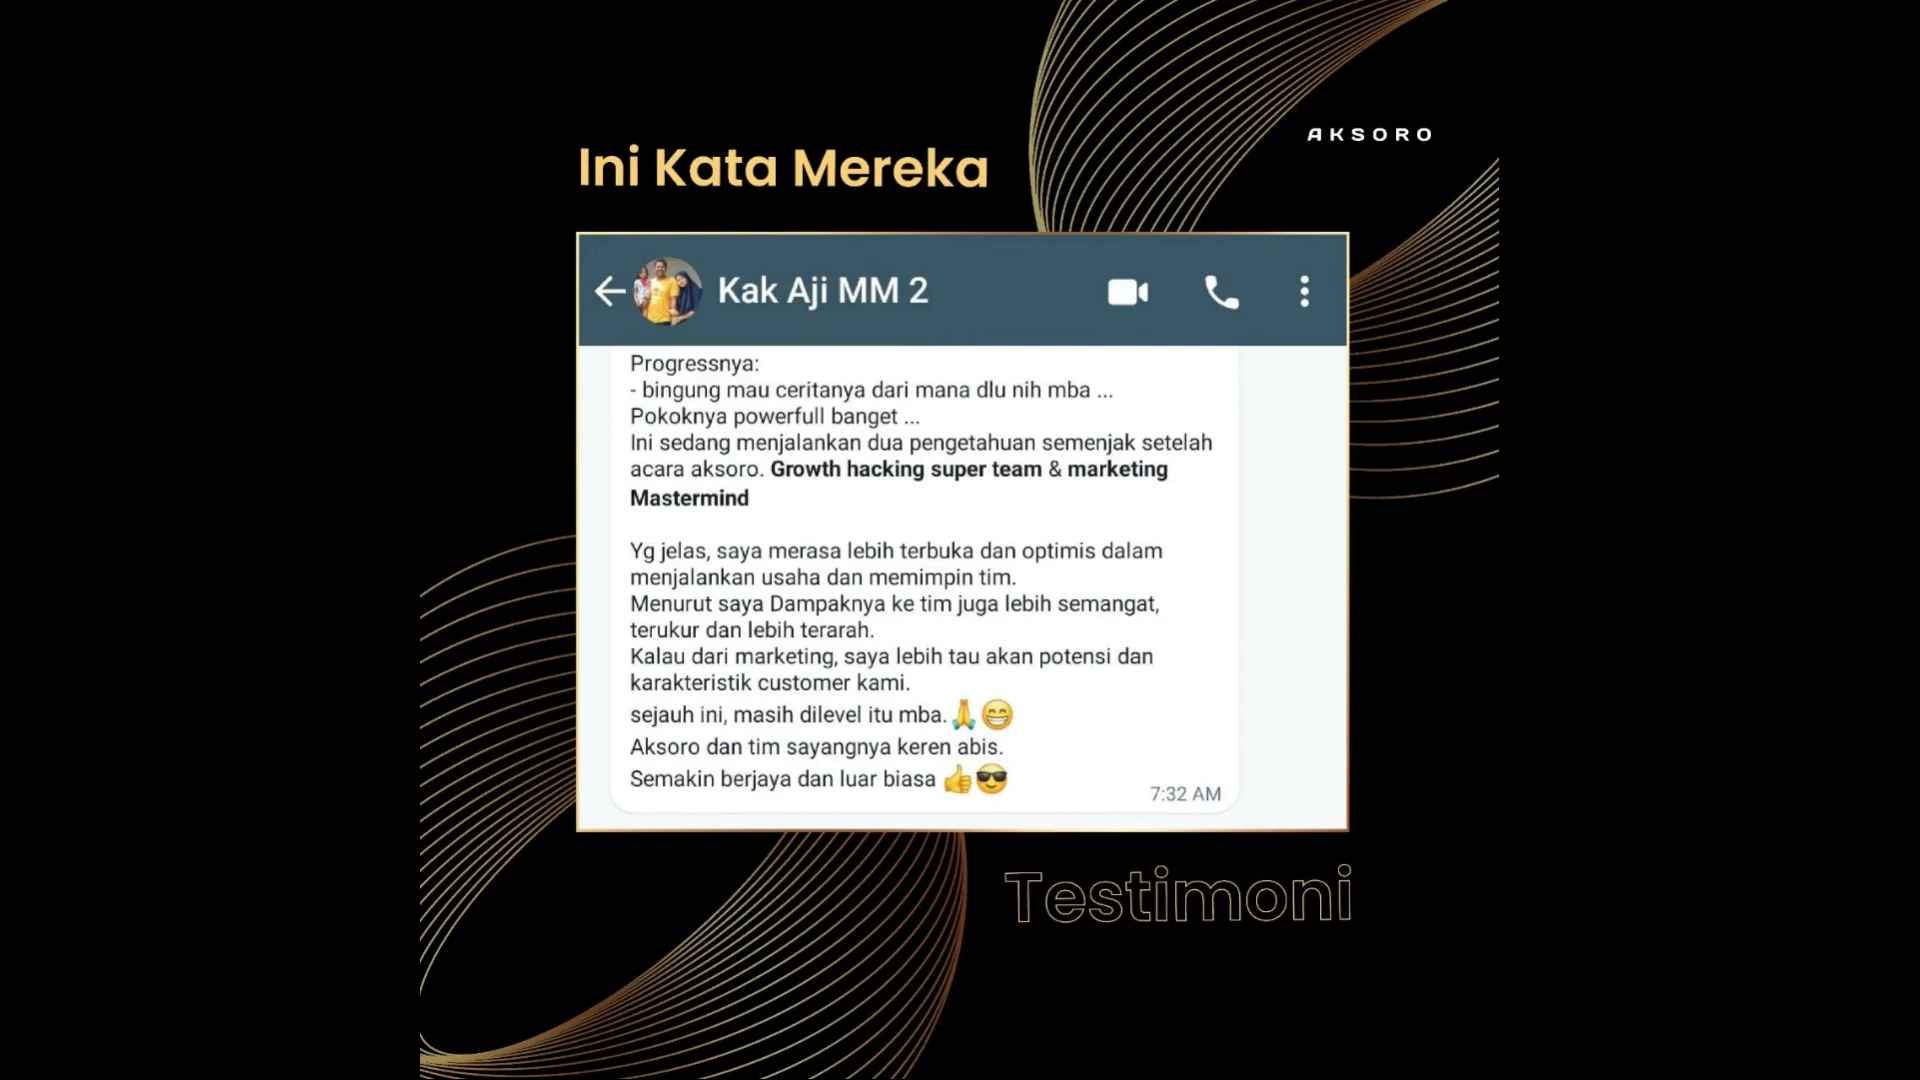 AKSORO
Ini Kata Mereka
Kak Aji MM 2
Progressnya:
- bingung mau ceritanya dari mana dlu nih mba ...
Pokoknya powerfull banget ...
Ini sedang menjalankan dua pengetahuan semenjak setelah
acara aksoro. Growth hacking super team & marketing
Mastermind
Yg jelas, saya merasa lebih terbuka dan optimis dalam
menjalankan usaha dan memimpin tim.
Menurut saya Dampaknya ke tim juga lebih semangat,
terukur dan lebih terarah.
Kalau dari marketing, saya lebih tau akan potensi dan
karakteristik customer kami.
sejauh ini, masih dilevel itu mba.🙏😁
Aksoro dan tim sayangnya keren abis.
Semakin berjaya dan luar biasa 👍😎
7:32 AM
Testimoni